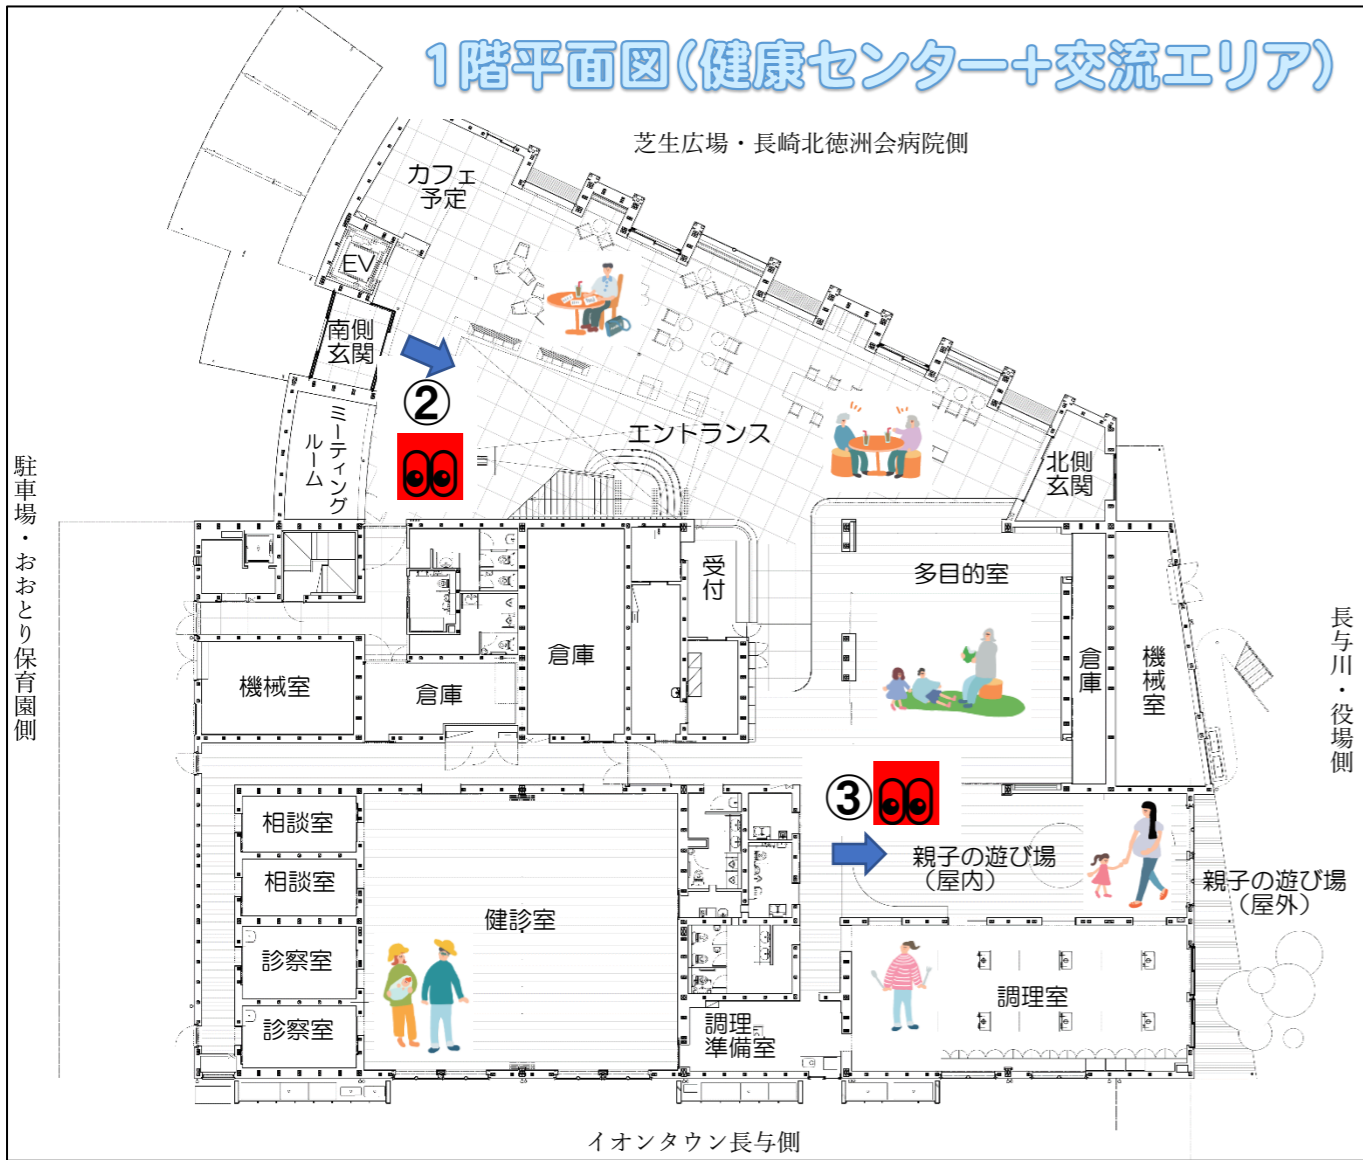 1階平面図(健康センター+交流エリア)
芝生広場・長崎北徳洲会病院側
カフェ
予定
EV
南側
玄関
②
ミーティング
ルーム
エントランス
北側
玄関
駐車場・おおとり保育園側
受付
多目的室
倉庫
倉庫
機械室
倉庫
機械室
長与川・役場側
③
相談室
相談室
診察室
診察室
健診室
親子の遊び場
(屋内)
親子の遊び場
(屋外)
調理室
調理
準備室
イオンタウン長与側